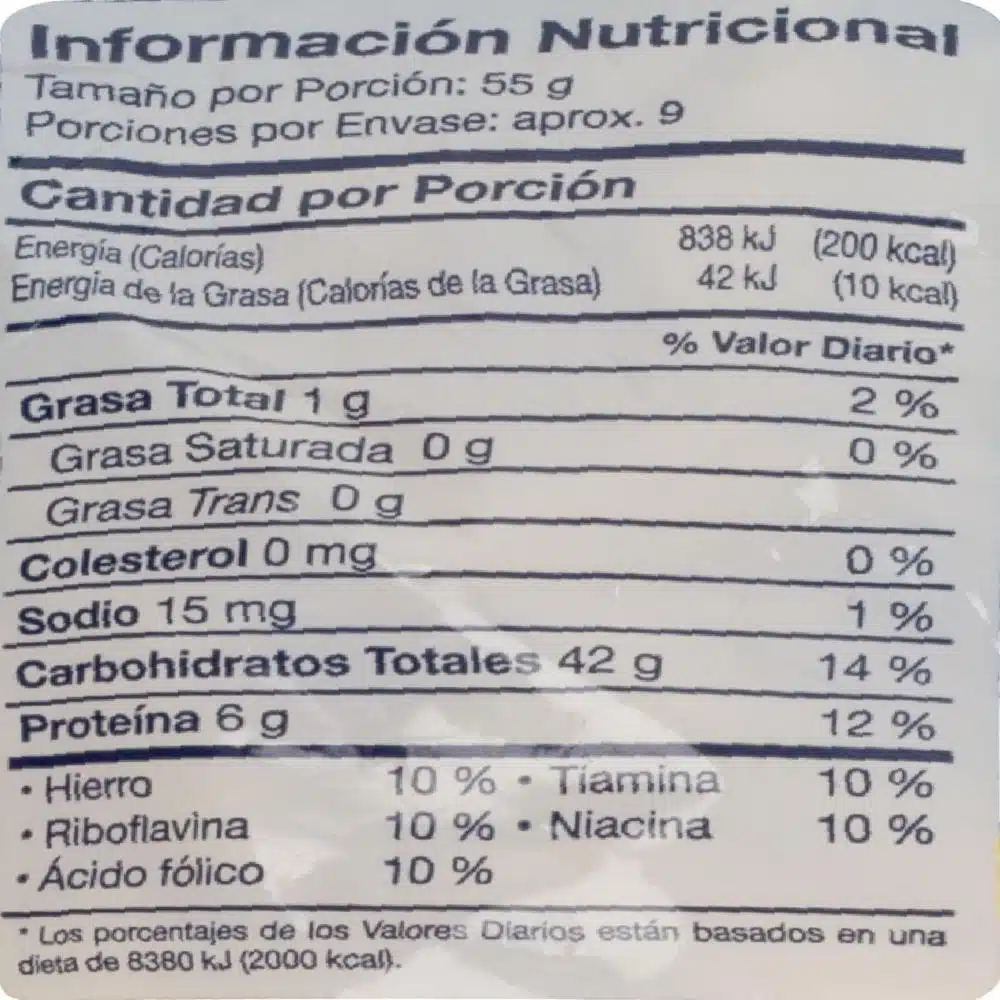 Información Nutricional
Tamaño por Porción: 55 g
Porciones por Envase: aprox. 9
Cantidad por Porción
Energía (Calorías) 838 kJ (200 kcal)
Energia de la Grasa (Calorías de la Grasa) 42 kJ (10 kcal)
% Valor Diario*
Grasa Total 1 g 2 %
Grasa Saturada 0 g 0 %
Grasa Trans 0 g
Colesterol 0 mg 0 %
Sodio 15 mg 1 %
Carbohidratos Totales 42 g 14 %
Proteína 6 g 12 %
• Hierro 10 % • Tiamina 10 %
• Riboflavina 10 % • Niacina 10 %
• Ácido fólico 10 %
* Los porcentajes de los Valores Diarios están basados en una
dieta de 8380 kJ (2000 kcal).